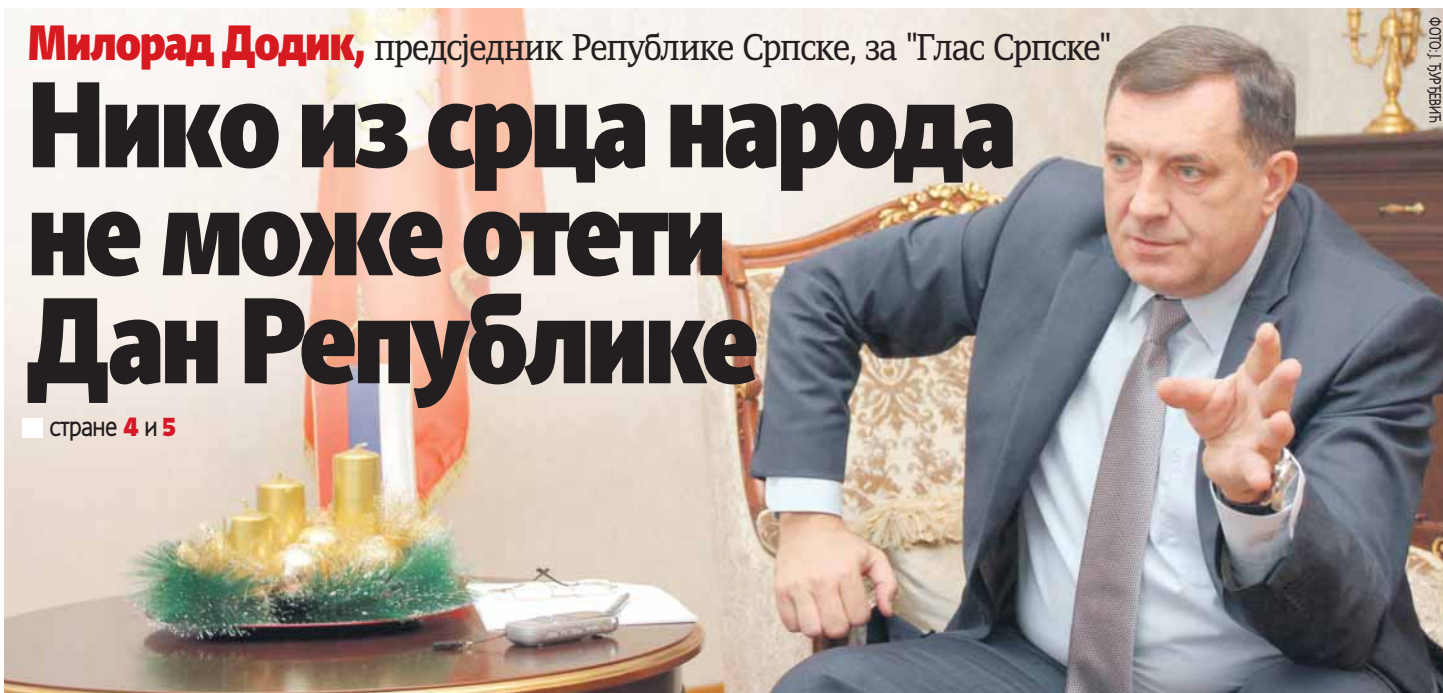 Милорад Додик, предсједник Републике Српске, за "Глас Српске"
Нико из срца народа
не може отети
Дан Републике
стране 4 и 5
ФОТО: Ј. ЂУРЂЕВИЋ